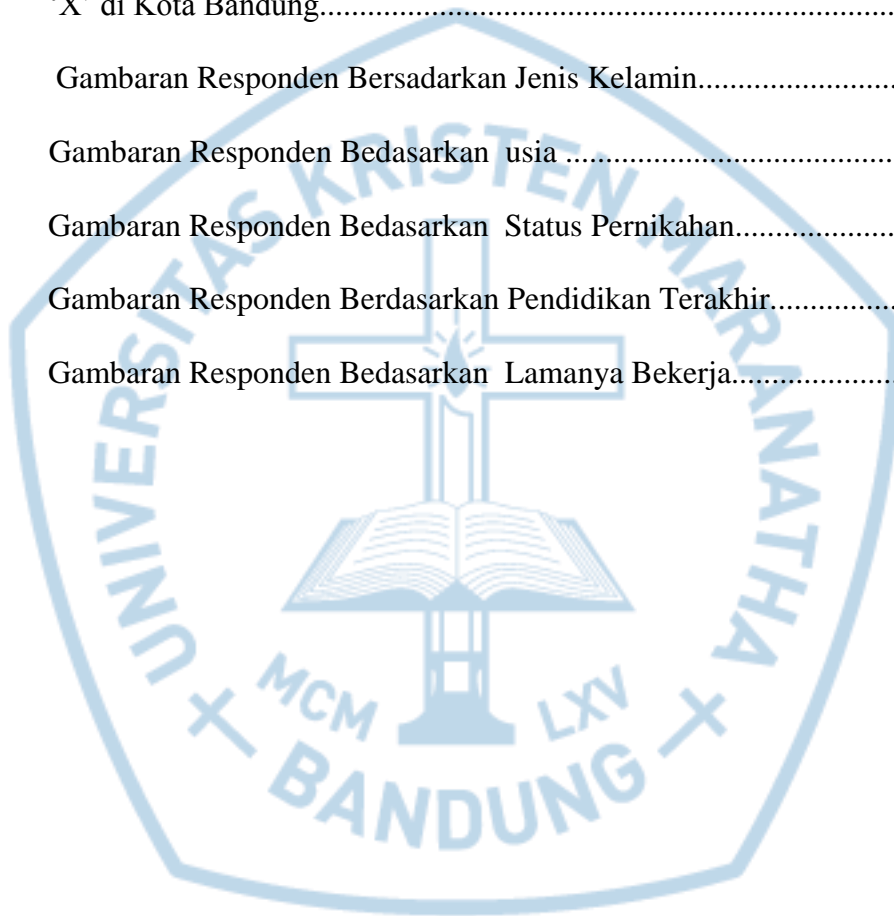 'X' di Kota Bandung................................................................................
Gambaran Responden Bersadarkan Jenis Kelamin..........................
Gambaran Responden Bedasarkan  usia ..........................................
Gambaran Responden Bedasarkan  Status Pernikahan.....................
Gambaran Responden Berdasarkan Pendidikan Terakhir................
Gambaran Responden Bedasarkan  Lamanya Bekerja.....................
UNIVERSITAS KRISTEN MARANATHA
MCM LXV
BANDUNG